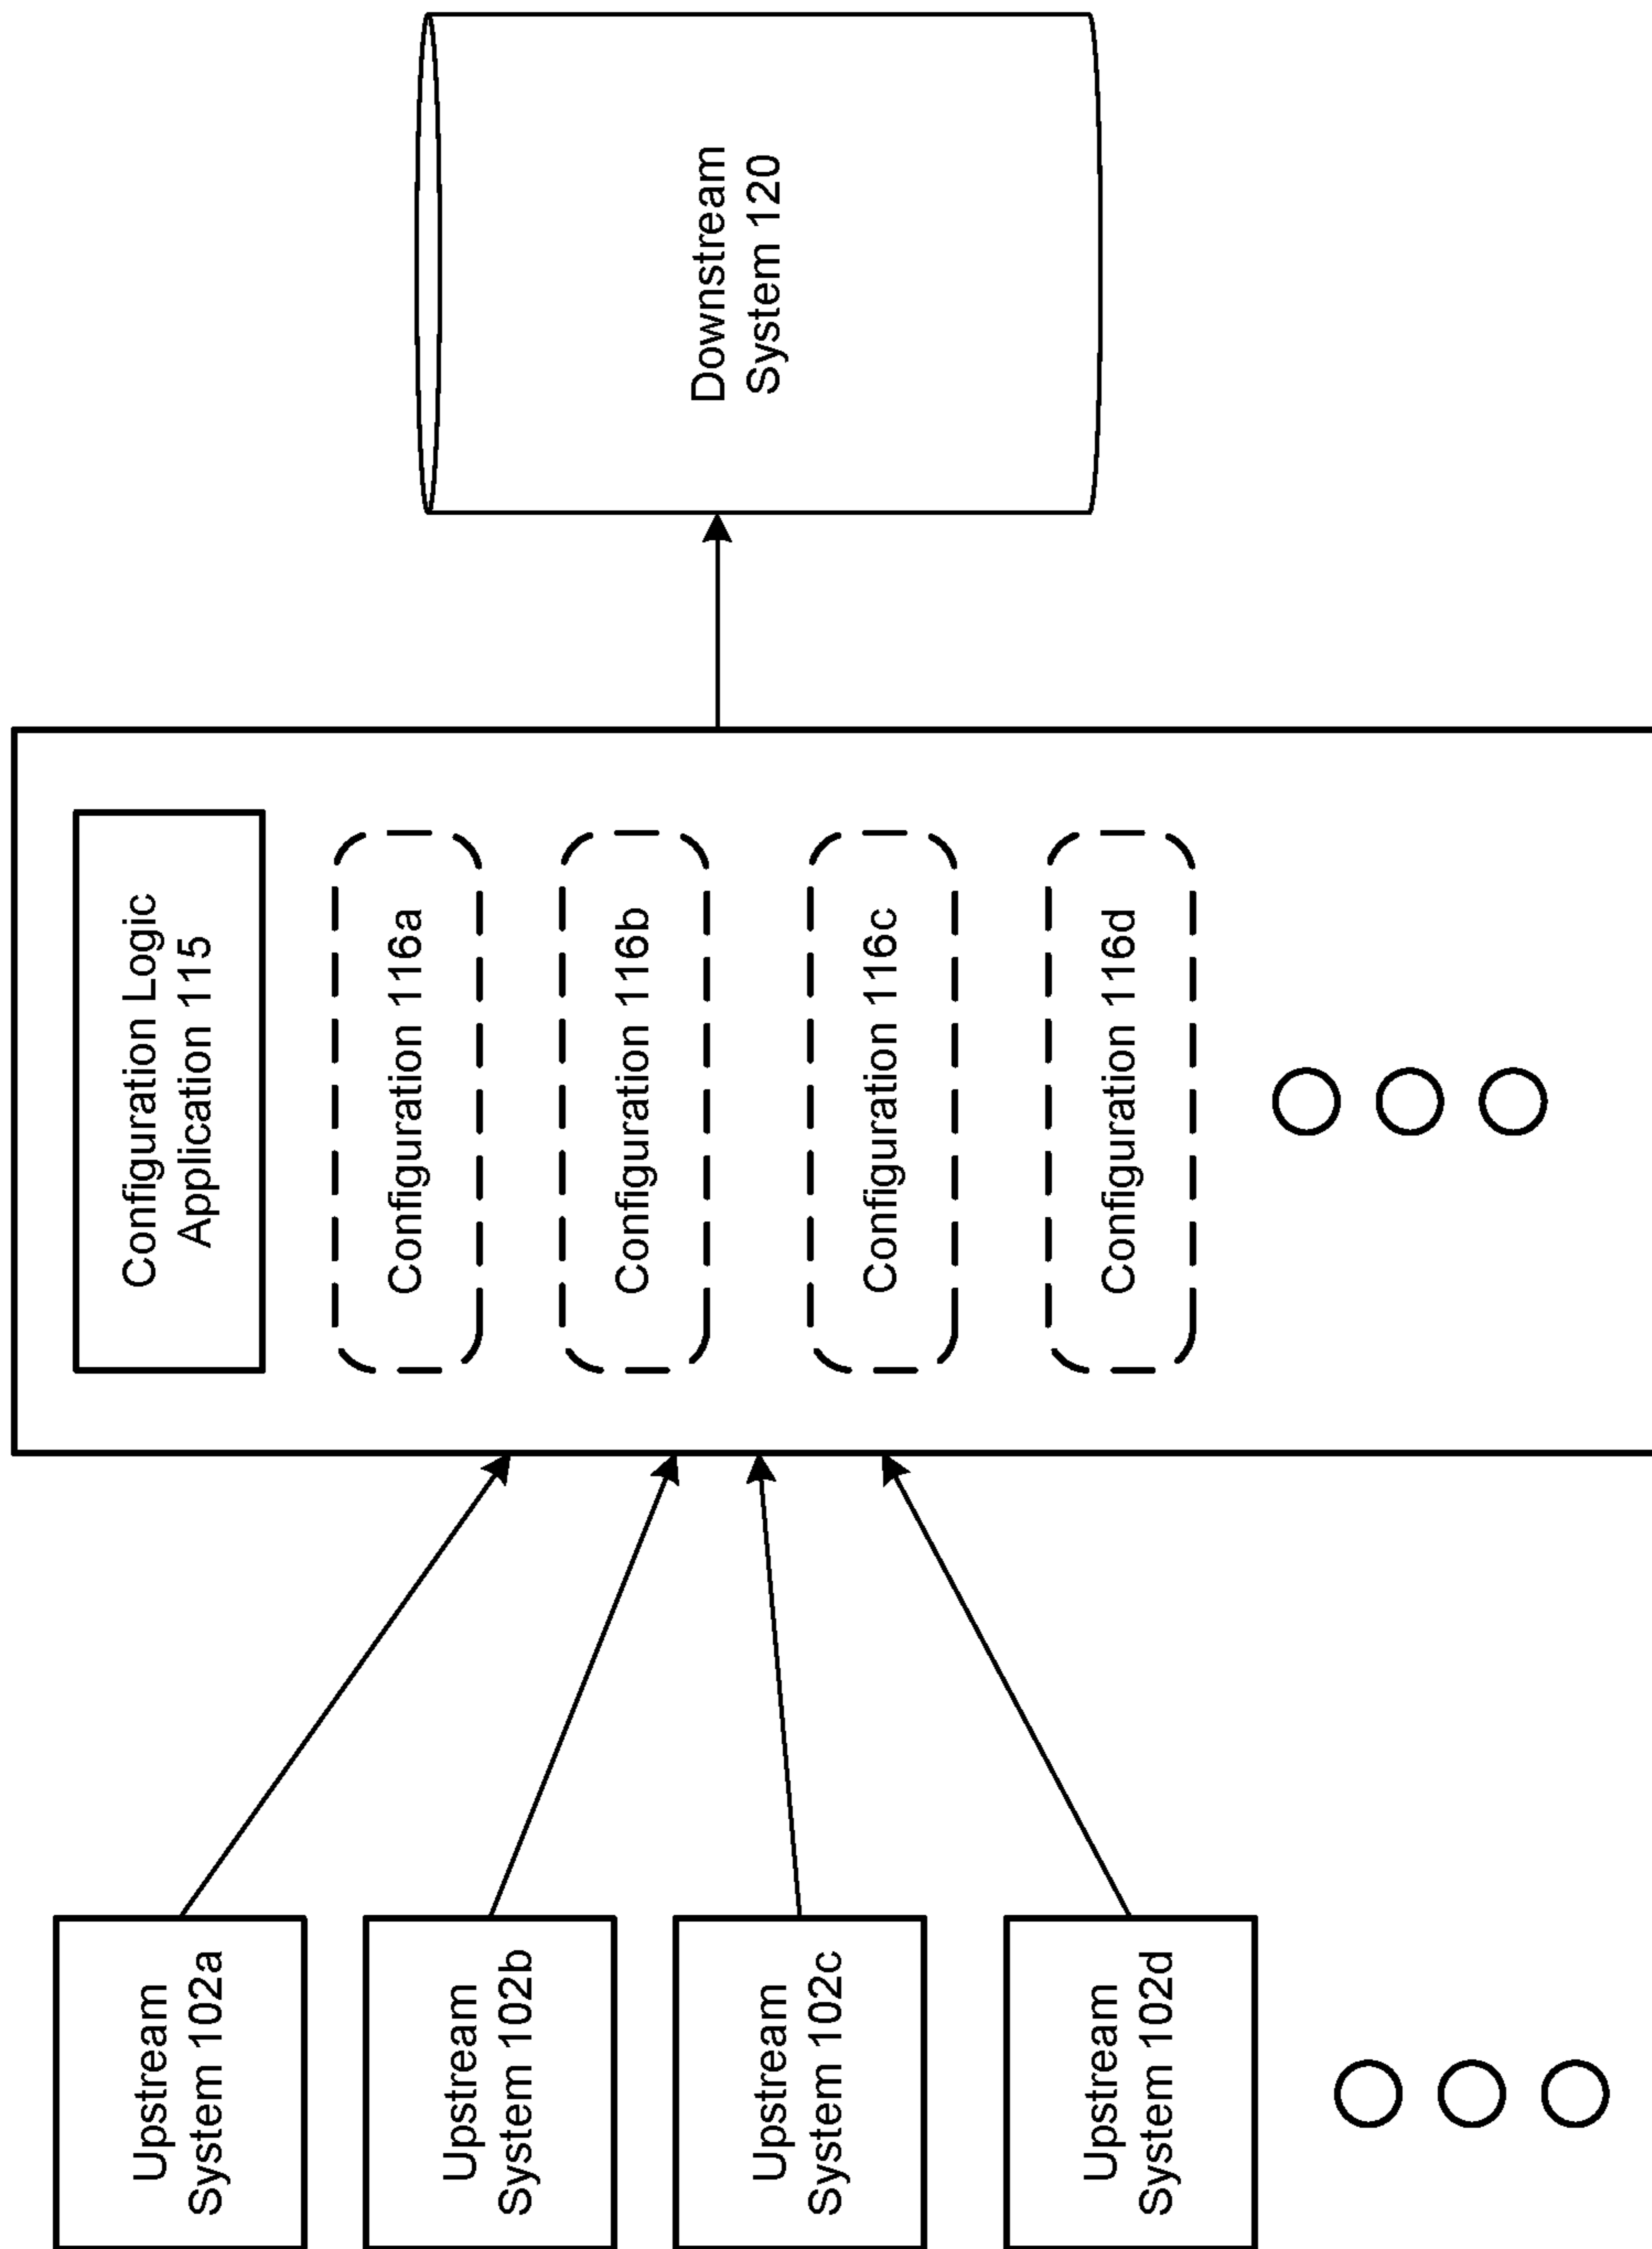 Upstream
System 102a
Upstream
System 102b
Upstream
System 102c
Upstream
System 102d
Configuration Logic
Application 115
Configuration 116a
Configuration 116b
Configuration 116c
Configuration 116d
Downstream
System 120